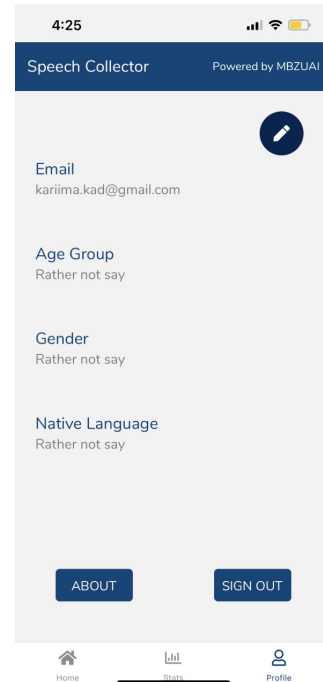 4:25
Speech Collector Powered by MBZUAI
Email
kariima.kad@gmail.com
Age Group
Rather not say
Gender
Rather not say
Native Language
Rather not say
ABOUT SIGN OUT
Home Stats Profile